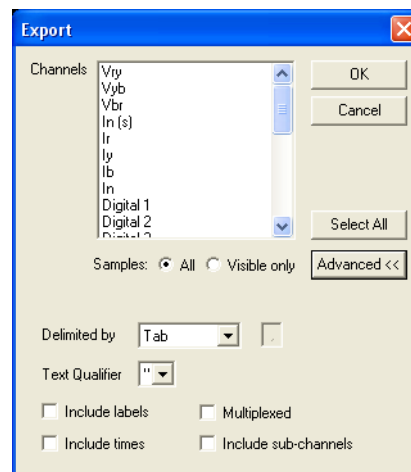 Export
Channels
Vry
Vyb
Vbr
In (s)
Ir
Iy
Ib
In
Digital 1
Digital 2
OK
Cancel
Select All
Samples: All Visible only
Advanced <<
Delimited by Tab ,
Text Qualifier "
Include labels Multiplexed
Include times Include sub-channels